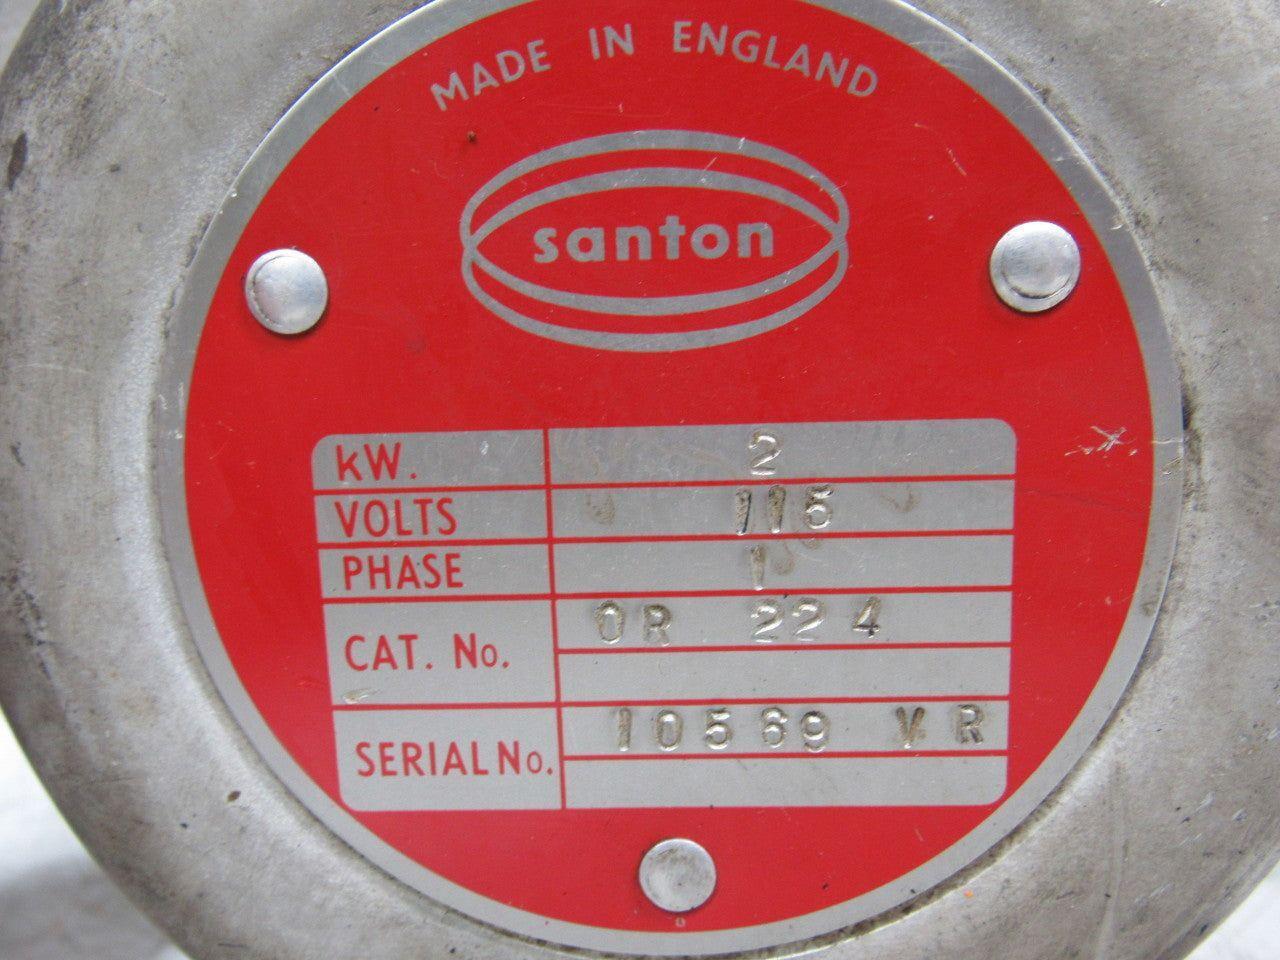 MADE IN ENGLAND
santon
KW. 2
VOLTS 115
PHASE 1
CAT. No. OR 224
SERIAL No. 10569 VR